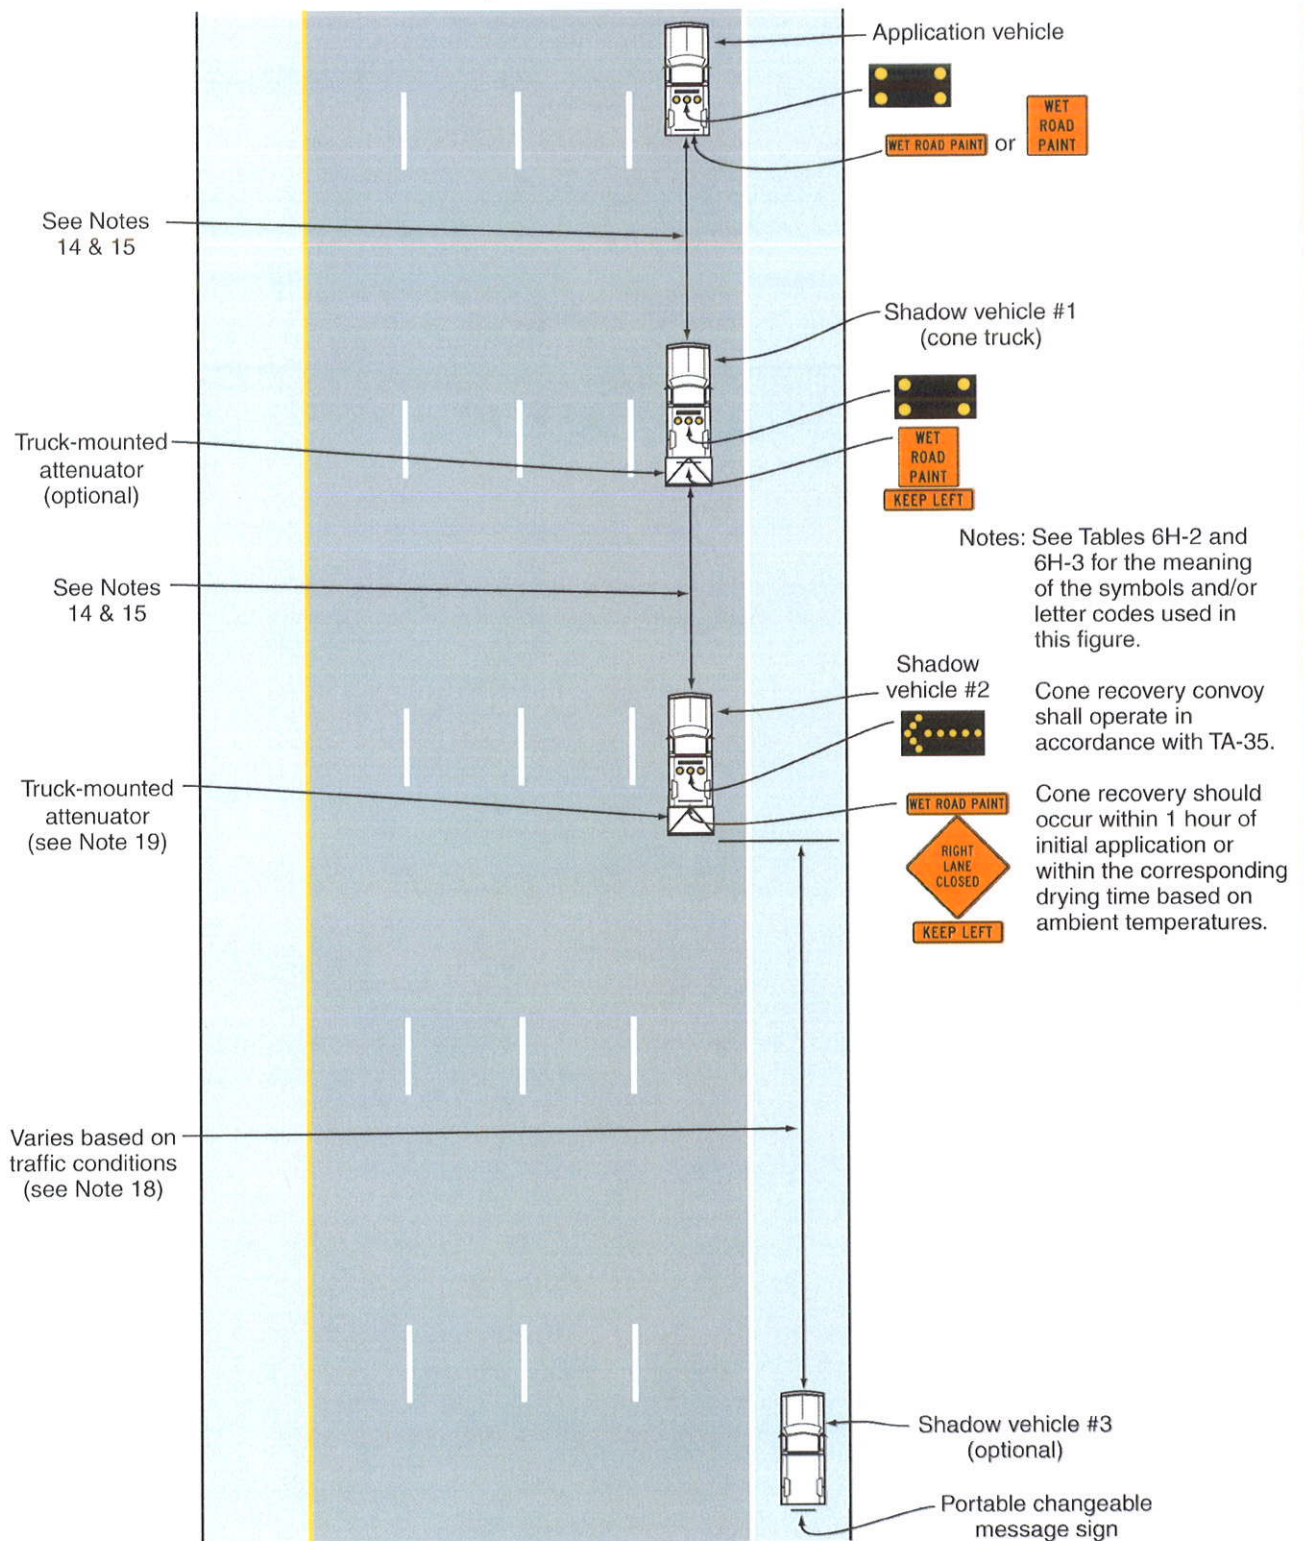 Application vehicle
WET ROAD PAINT
or
WET
ROAD
PAINT
See Notes
14 & 15
Shadow vehicle #1
(cone truck)
Truck-mounted
attenuator
(optional)
WET
ROAD
PAINT
KEEP LEFT
Notes: See Tables 6H-2 and
6H-3 for the meaning
of the symbols and/or
letter codes used in
this figure.
See Notes
14 & 15
Shadow
vehicle #2
Cone recovery convoy
shall operate in
accordance with TA-35.
Truck-mounted
attenuator
(see Note 19)
WET ROAD PAINT
RIGHT
LANE
CLOSED
KEEP LEFT
Cone recovery should
occur within 1 hour of
initial application or
within the corresponding
drying time based on
ambient temperatures.
Varies based on
traffic conditions
(see Note 18)
Shadow vehicle #3
(optional)
Portable changeable
message sign